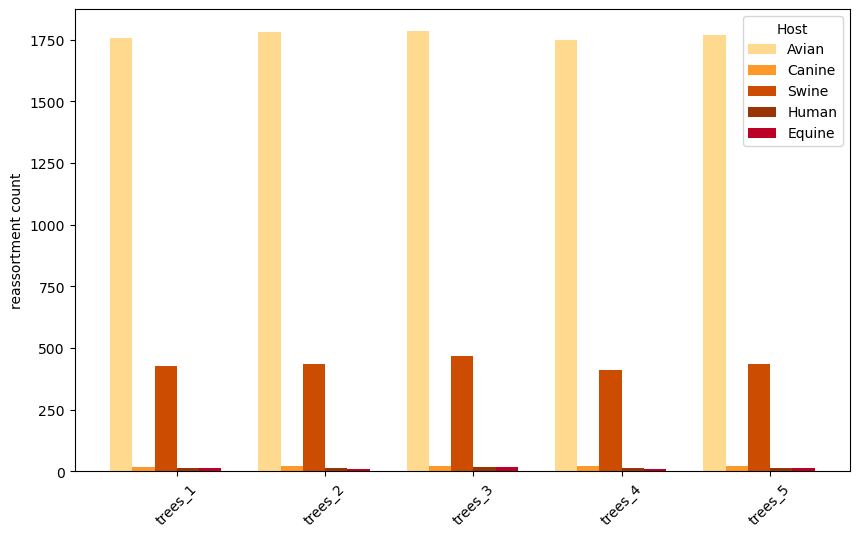 1750
1500
1250
1000
750
500
250
0
reassortment count
trees_1
trees_2
trees_3
trees_4
trees_5
Host
Avian
Canine
Swine
Human
Equine